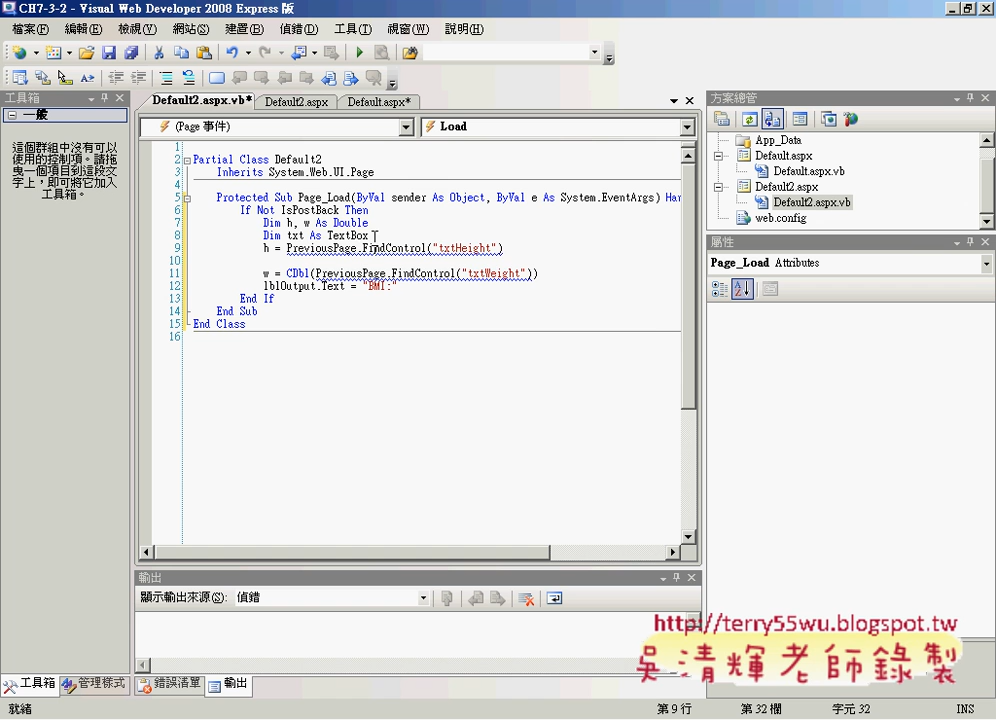 CH7-3-2 - Visual Web Developer 2008 Express 版
檔案(F) 編輯(E) 檢視(V) 網站(S) 建置(B) 偵錯(D) 工具(T) 視窗(W) 說明(H)
工具箱
一般
這個群組中沒有可以
使用的控制項。請拖
曳一個項目到這段文
字上，即可將它加入
工具箱。
Default2.aspx.vb* Default2.aspx Default.aspx*
(Page 事件) Load
1
2 Partial Class Default2
3 Inherits System.Web.UI.Page
4
5 Protected Sub Page_Load(ByVal sender As Object, ByVal e As System.EventArgs) Han
6 If Not IsPostBack Then
7 Dim h, w As Double
8 Dim txt As TextBox
9 h = PreviousPage.FindControl("txtHeight")
10
11 w = CDbl(PreviousPage.FindControl("txtWeight"))
12 lblOutput.Text = "BMI:"
13 End If
14 End Sub
15 End Class
16
方案總管
App_Data
Default.aspx
Default.aspx.vb
Default2.aspx
Default2.aspx.vb
web.config
屬性
Page_Load Attributes
輸出
顯示輸出來源(S): 偵錯
http://terry55wu.blogspot.tw
吳清輝老師錄製
工具箱 管理樣式 錯誤清單 輸出
就緒 第 9 行 第 32 欄 字元 32 INS